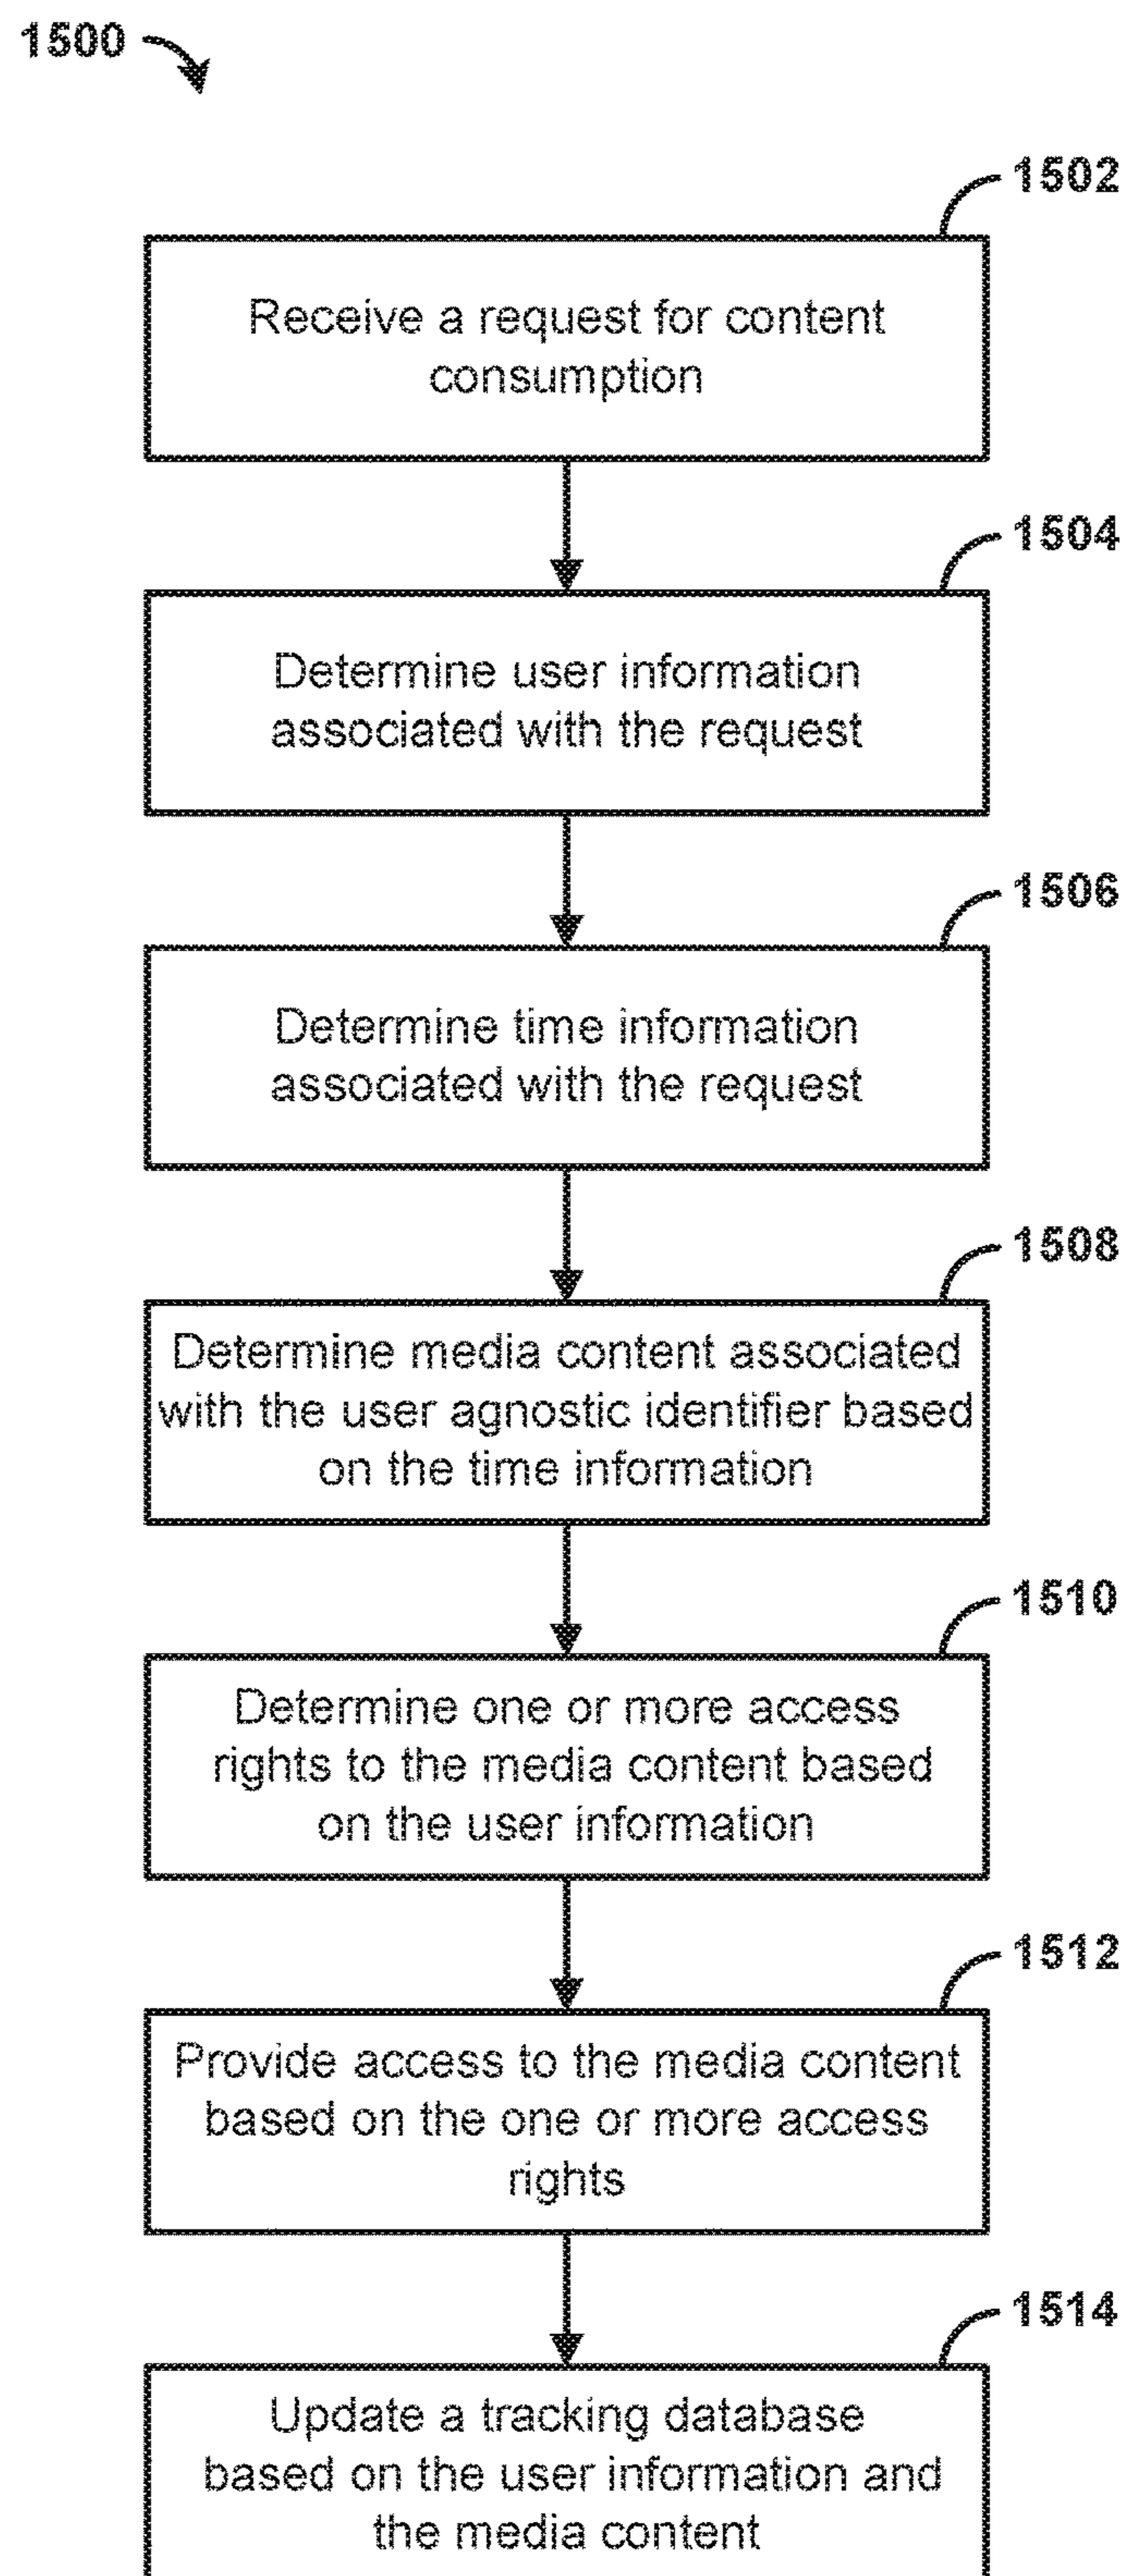 1500
1502
Receive a request for content
consumption
1504
Determine user information
associated with the request
1506
Determine time information
associated with the request
1508
Determine media content associated
with the user agnostic identifier based
on the time information
1510
Determine one or more access
rights to the media content based
on the user information
1512
Provide access to the media content
based on the one or more access
rights
1514
Update a tracking database
based on the user information and
the media content